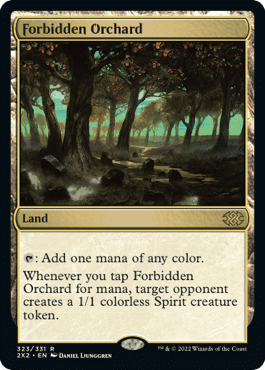 Forbidden Orchard
Land
: Add one mana of any color.
Whenever you tap Forbidden
Orchard for mana, target opponent
creates a 1/1 colorless Spirit creature
token.
323/331 R
2X2 • EN DANIEL LJUNGGREN
™ & © 2022 Wizards of the Coast